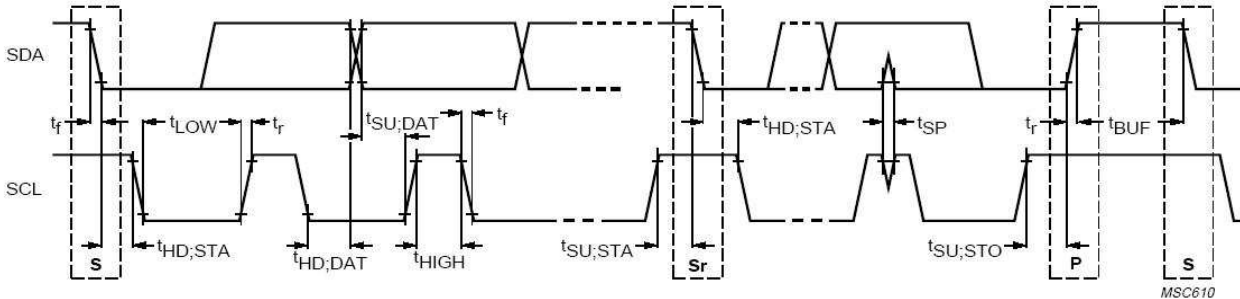 SDA
t_f t_LOW t_r t_SU;DAT t_f t_HD;STA t_SP t_r t_BUF
SCL
t_HD;STA t_HD;DAT t_HIGH t_SU;STA t_SU;STO
S Sr P S
MSC610